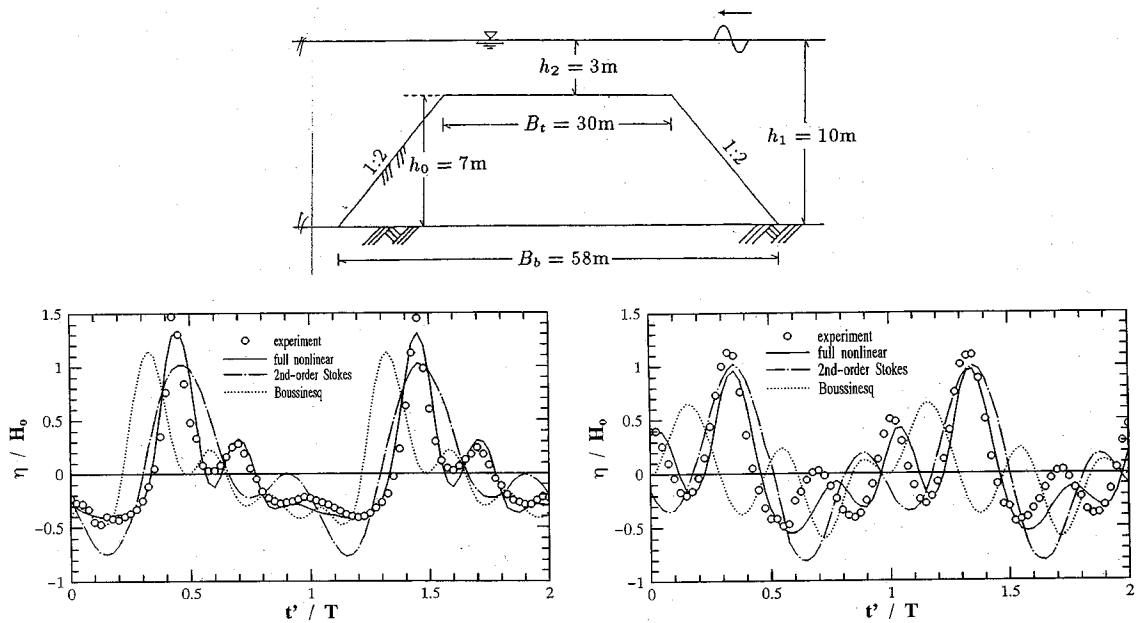 h₂ = 3m
Bₜ = 30m
h₁ = 10m
1:2
h₀ = 7m
1:2
B_b = 58m
1.5
1
0.5
0
−0.5
−1
η / H₀
experiment
full nonlinear
2nd-order Stokes
Boussinesq
0
0.5
1
1.5
2
t' / T
1.5
1
0.5
0
−0.5
−1
η / H₀
experiment
full nonlinear
2nd-order Stokes
Boussinesq
0
0.5
1
1.5
2
t' / T